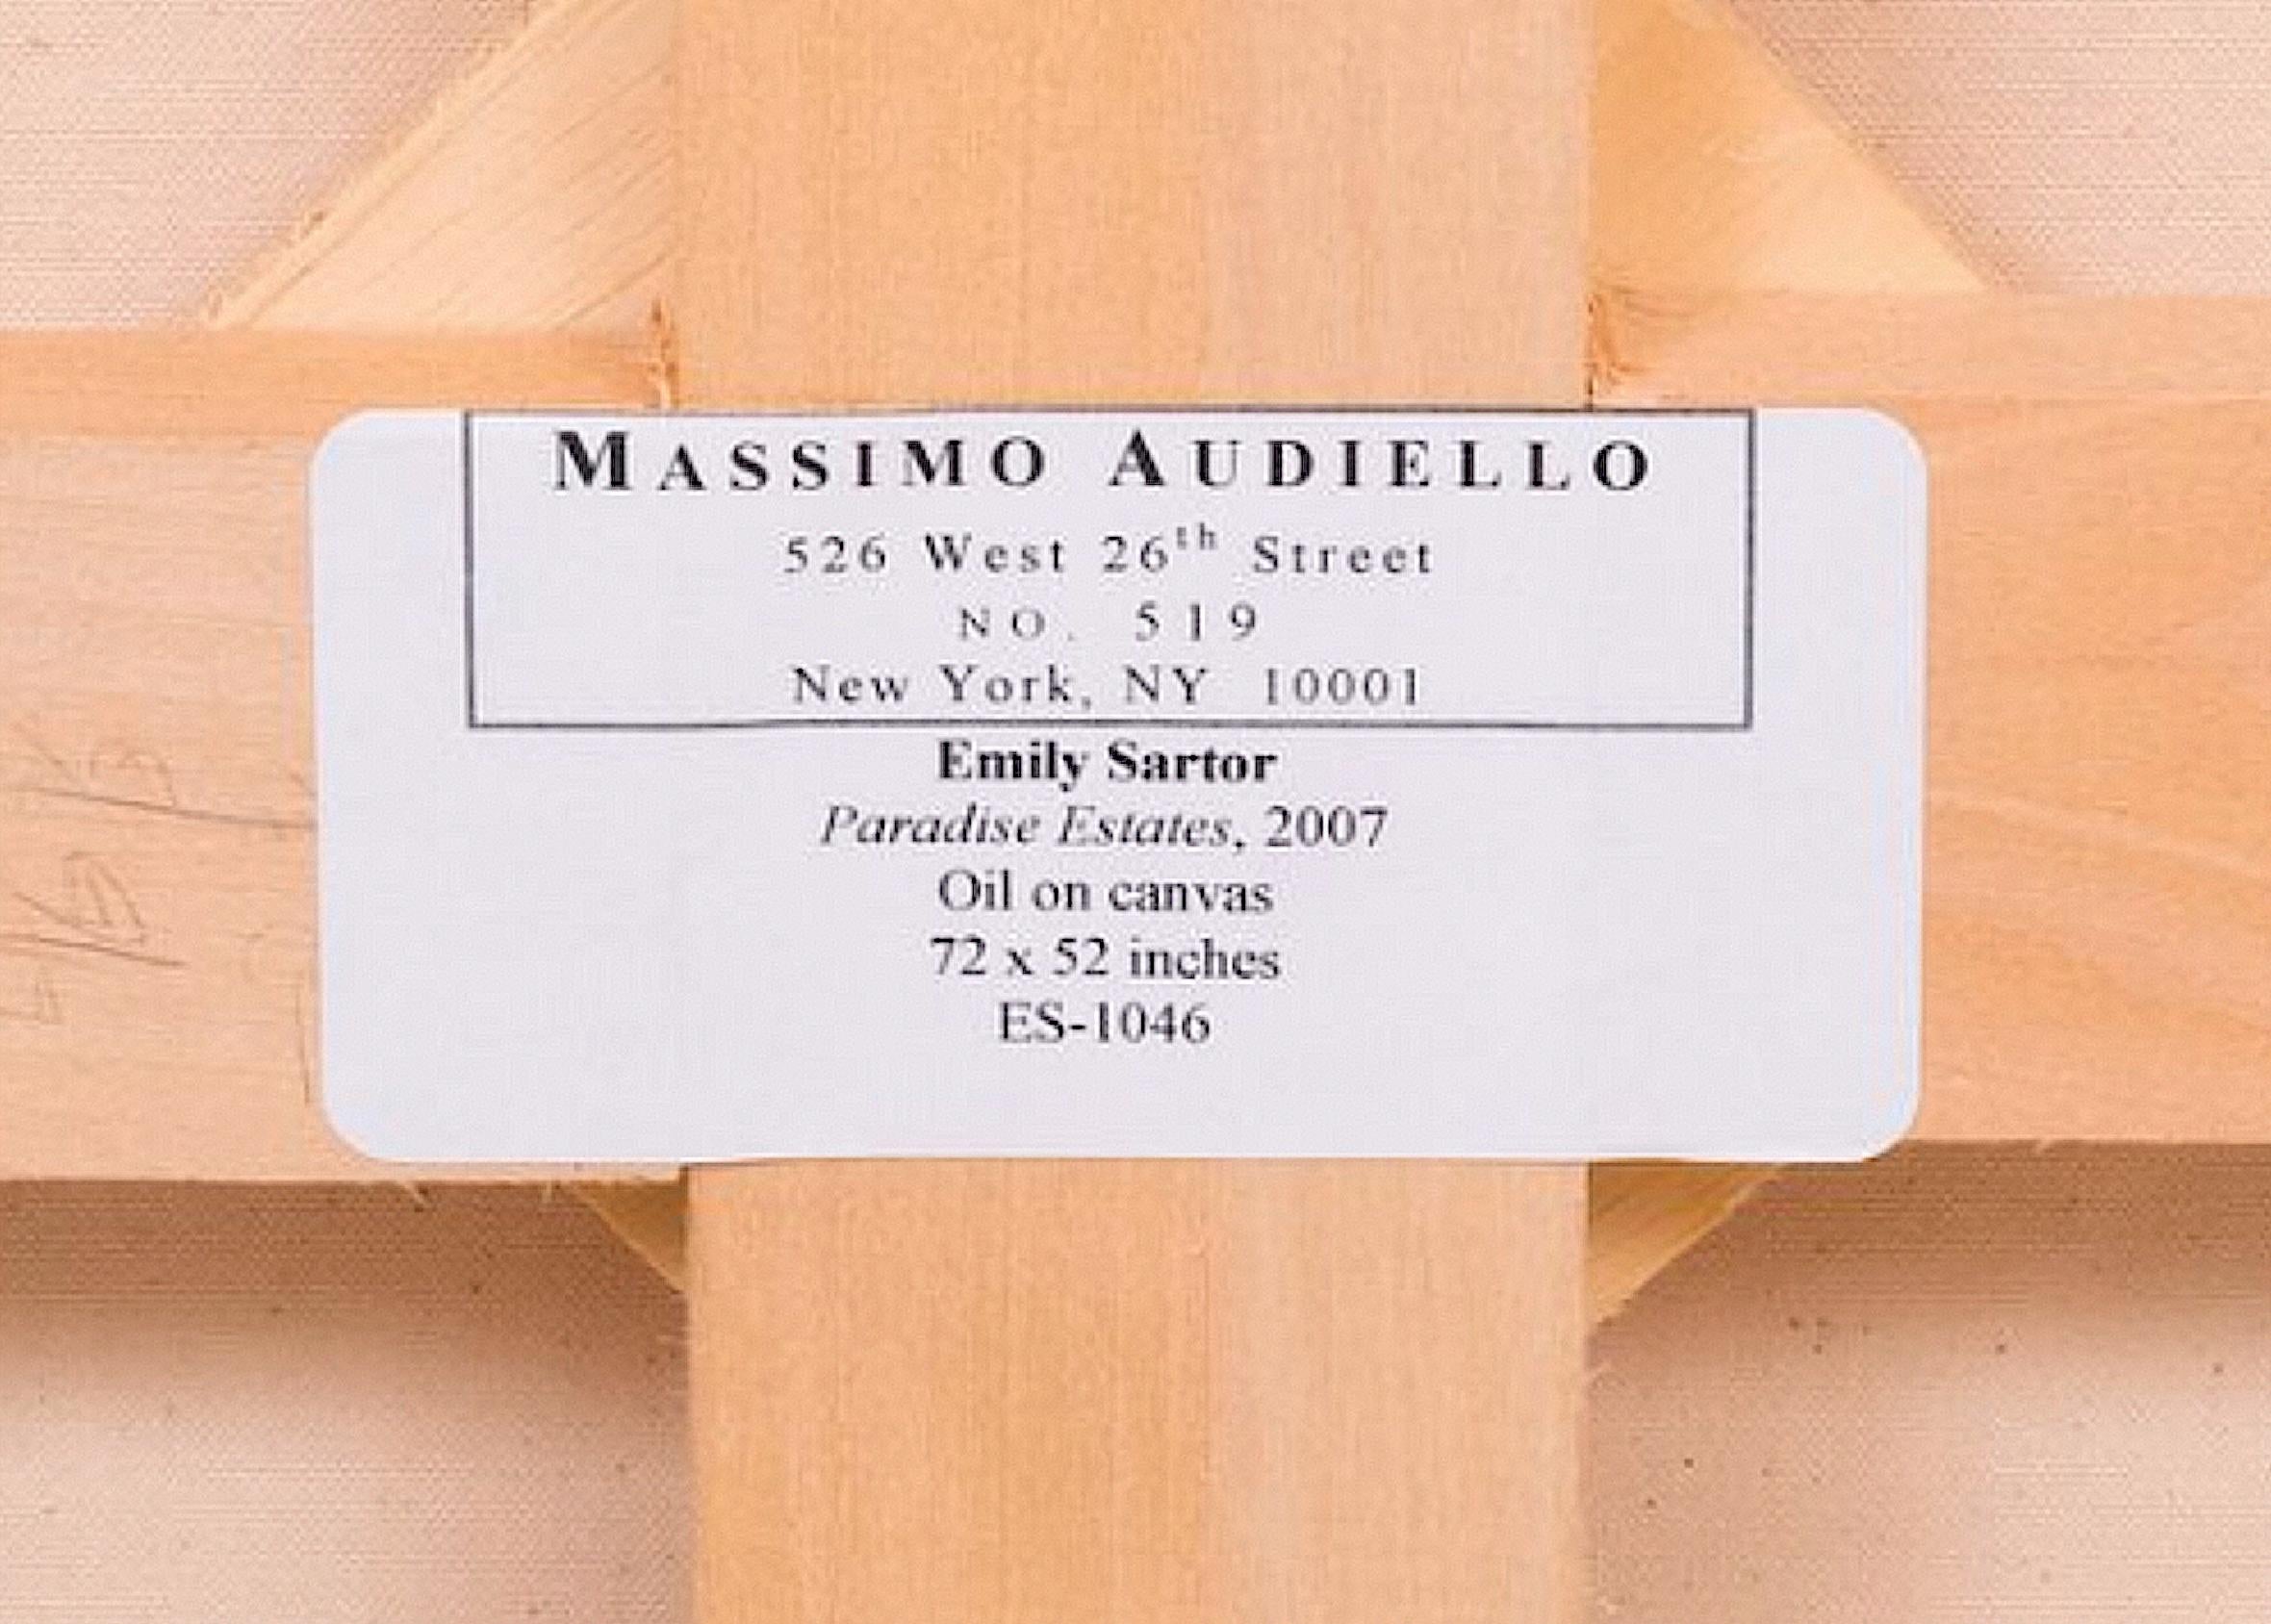 MASSIMO AUDIELLO
526 West 26th Street
NO. 519
New York, NY 10001
Emily Sartor
Paradise Estates, 2007
Oil on canvas
72 x 52 inches
ES-1046